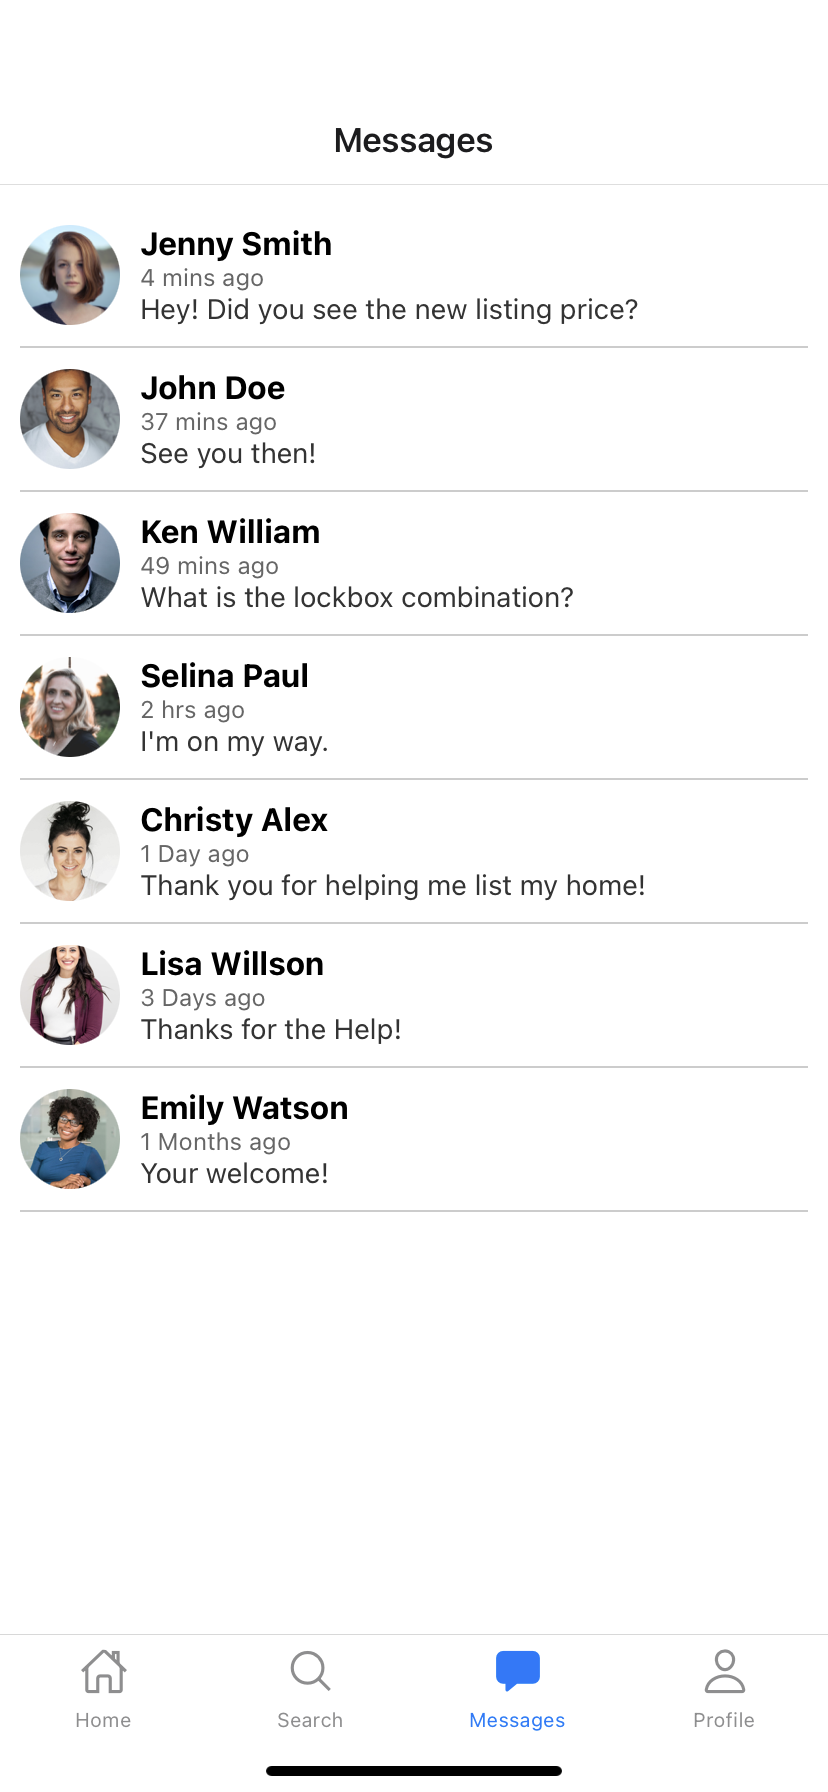 Messages
Jenny Smith
4 mins ago
Hey! Did you see the new listing price?
John Doe
37 mins ago
See you then!
Ken William
49 mins ago
What is the lockbox combination?
Selina Paul
2 hrs ago
I'm on my way.
Christy Alex
1 Day ago
Thank you for helping me list my home!
Lisa Willson
3 Days ago
Thanks for the Help!
Emily Watson
1 Months ago
Your welcome!
Home
Search
Messages
Profile